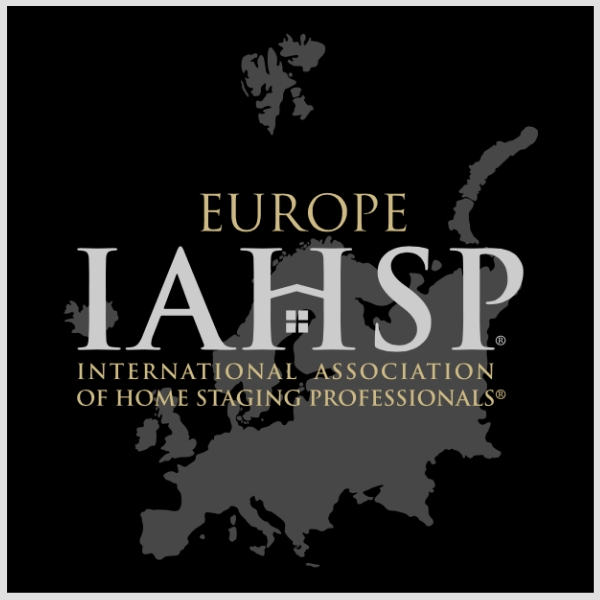 EUROPE
IAHSP®
INTERNATIONAL ASSOCIATION
OF HOME STAGING PROFESSIONALS®